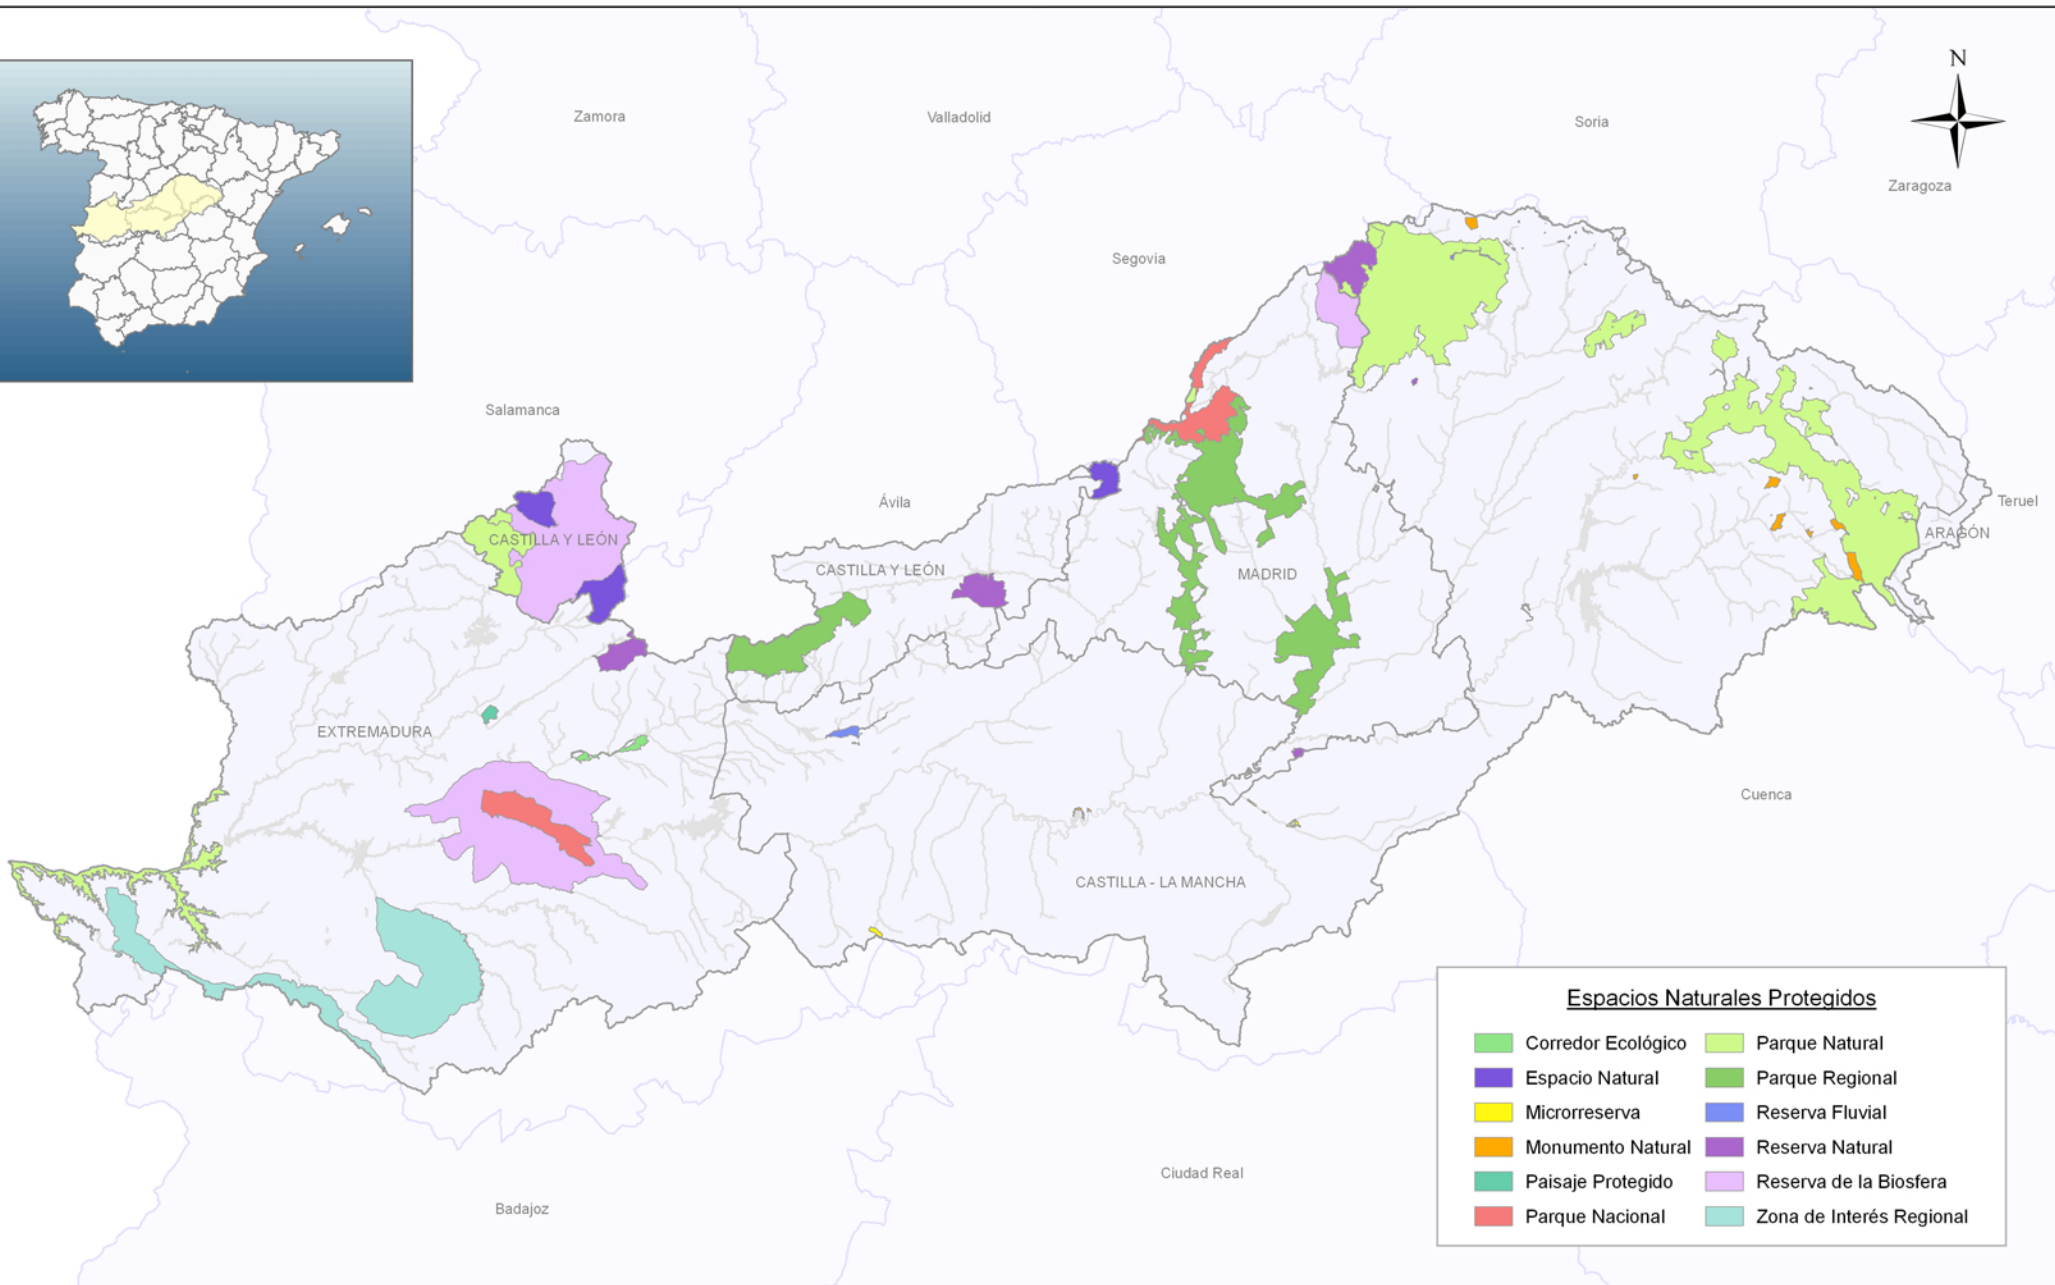 N
Zamora
Valladolid
Soria
Zaragoza
Segovia
Salamanca
Ávila
Teruel
ARAGÓN
CASTILLA Y LEÓN
CASTILLA Y LEÓN
MADRID
EXTREMADURA
Cuenca
CASTILLA - LA MANCHA
Ciudad Real
Badajoz
Espacios Naturales Protegidos
Corredor Ecológico
Espacio Natural
Microrreserva
Monumento Natural
Paisaje Protegido
Parque Nacional
Parque Natural
Parque Regional
Reserva Fluvial
Reserva Natural
Reserva de la Biosfera
Zona de Interés Regional